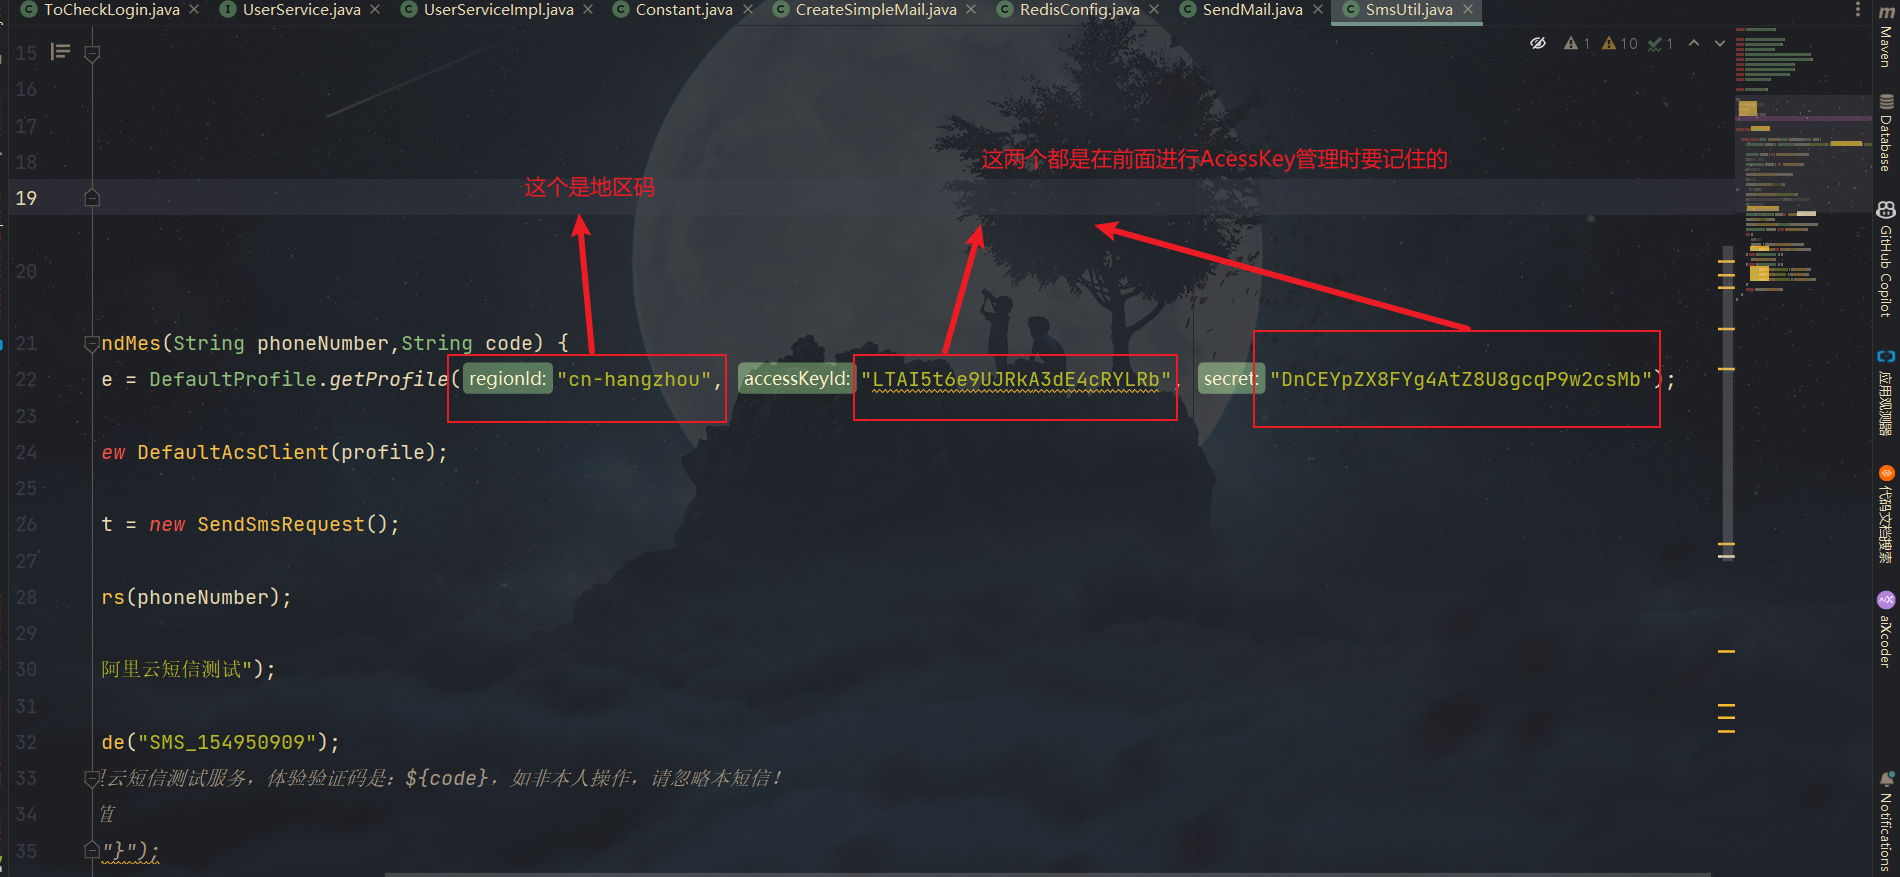 ToCheckLogin.java
UserService.java
UserServiceImpl.java
Constant.java
CreateSimpleMail.java
RedisConfig.java
SendMail.java
SmsUtil.java
1 10 1
15
16
17
18
这两个都是在前面进行AcessKey管理时要记住的
这个是地区码
19
20
21 ndMes(String phoneNumber,String code) {
22 e = DefaultProfile.getProfile( regionId: "cn-hangzhou", accessKeyId: "LTAI5t6e9UJRkA3dE4cRYLRb", secret: "DnCEYpZX8FYg4AtZ8U8gcqP9w2csMb");
23
24 ew DefaultAcsClient(profile);
25
26 t = new SendSmsRequest();
27
28 rs(phoneNumber);
29
30 阿里云短信测试");
31
32 de("SMS_154950909");
33 云短信测试服务，体验验证码是：${code}，如非本人操作，请忽略本短信！
34 值
35 "}");
Maven
Database
GitHub Copilot
应用观测器
代码文档搜索
aiXcoder
Notifications